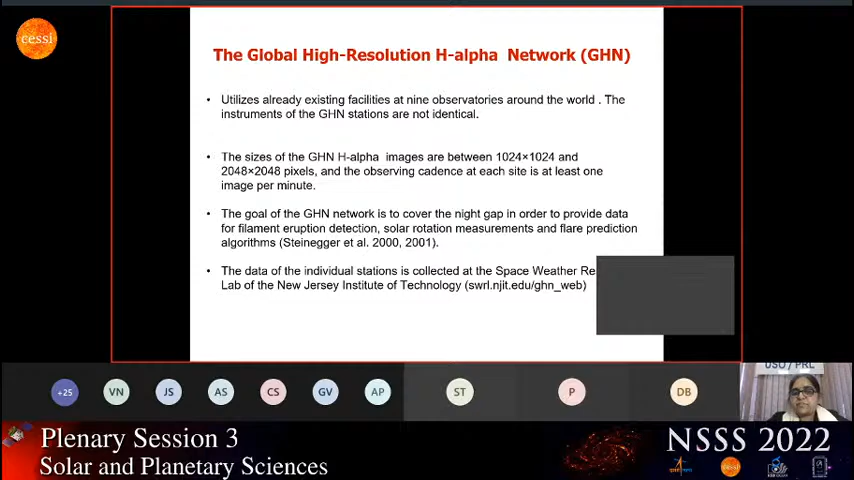 cessi
The Global High-Resolution H-alpha Network (GHN)
• Utilizes already existing facilities at nine observatories around the world . The
instruments of the GHN stations are not identical.
• The sizes of the GHN H-alpha images are between 1024×1024 and
2048×2048 pixels, and the observing cadence at each site is at least one
image per minute.
• The goal of the GHN network is to cover the night gap in order to provide data
for filament eruption detection, solar rotation measurements and flare prediction
algorithms (Steinegger et al. 2000, 2001).
• The data of the individual stations is collected at the Space Weather Re
Lab of the New Jersey Institute of Technology (swrl.njit.edu/ghn_web)
+25 VN JS AS CS GV AP ST P DB
USO / PRL
Plenary Session 3
Solar and Planetary Sciences
NSSS 2022
cessi